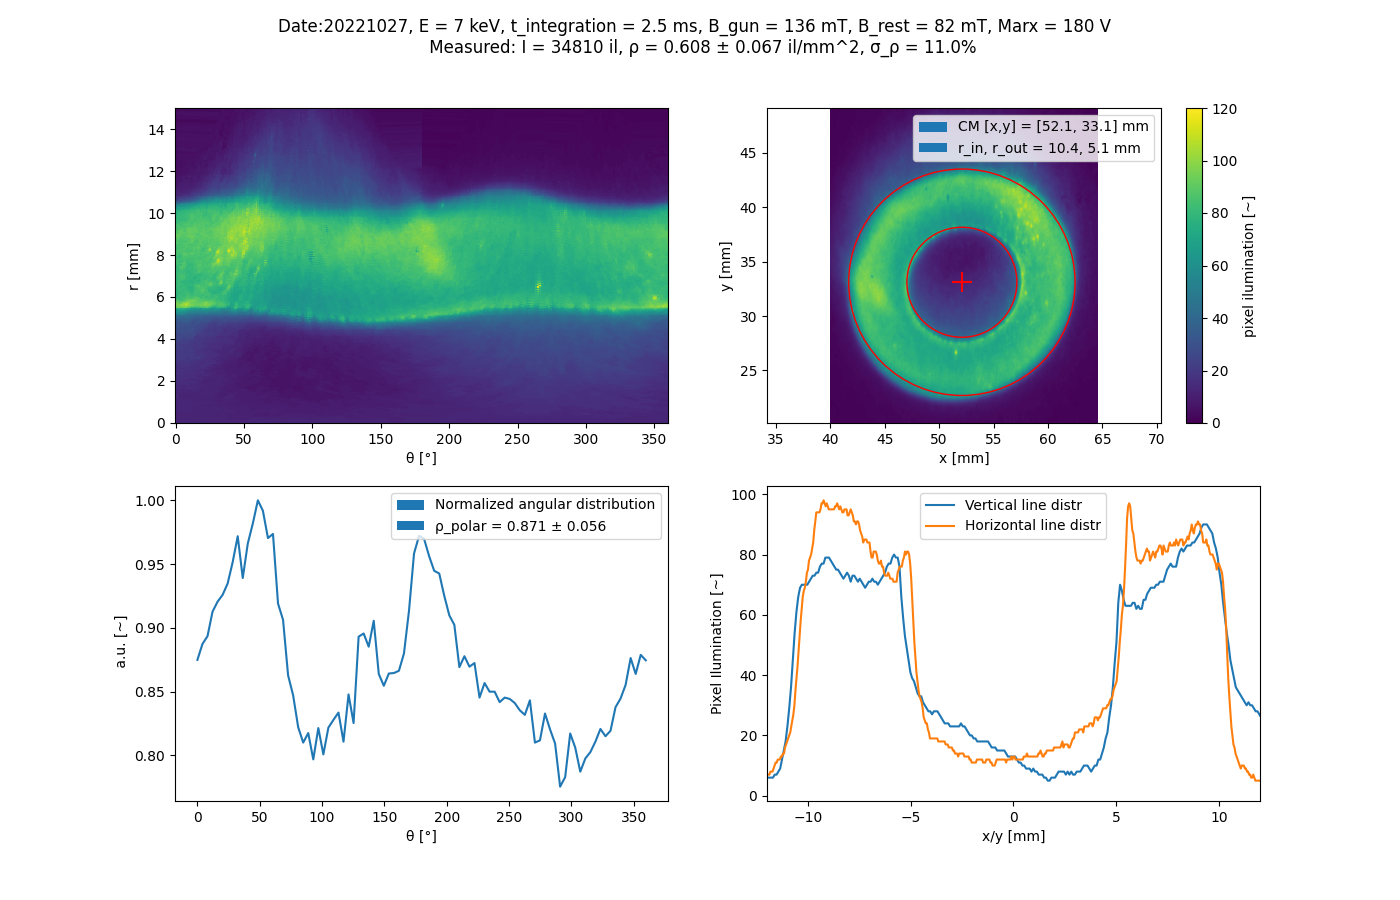 Date:20221027, E = 7 keV, t_integration = 2.5 ms, B_gun = 136 mT, B_rest = 82 mT, Marx = 180 V
Measured: I = 34810 il, ρ = 0.608 ± 0.067 il/mm^2, σ_ρ = 11.0%
14
12
10
8
6
4
2
0
r [mm]
0 50 100 150 200 250 300 350
θ [°]
CM [x,y] = [52.1, 33.1] mm
r_in, r_out = 10.4, 5.1 mm
45
40
35
30
25
y [mm]
35 40 45 50 55 60 65 70
x [mm]
120
100
80
60
40
20
0
pixel ilumination [~]
Normalized angular distribution
ρ_polar = 0.871 ± 0.056
1.00
0.95
0.90
0.85
0.80
a.u. [~]
0 50 100 150 200 250 300 350
θ [°]
Vertical line distr
Horizontal line distr
100
80
60
40
20
0
Pixel Ilumination [~]
−10 −5 0 5 10
x/y [mm]